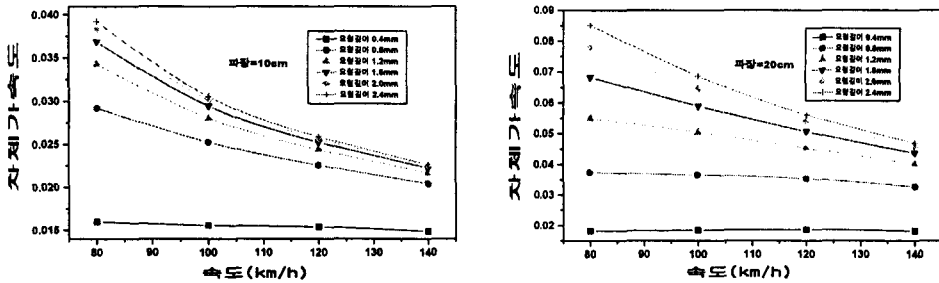 차체가속도
0.040
0.035
0.030
0.025
0.020
0.015
80 90 100 110 120 130 140
속도(km/h)
파장=10cm
요철깊이 0.4mm
요철깊이 0.8mm
요철깊이 1.2mm
요철깊이 1.6mm
요철깊이 2.0mm
요철깊이 2.4mm
차체가속도
0.09
0.08
0.07
0.06
0.05
0.04
0.03
0.02
80 90 100 110 120 130 140
속도(km/h)
파장=20cm
요철깊이 0.4mm
요철깊이 0.8mm
요철깊이 1.2mm
요철깊이 1.6mm
요철깊이 2.0mm
요철깊이 2.4mm